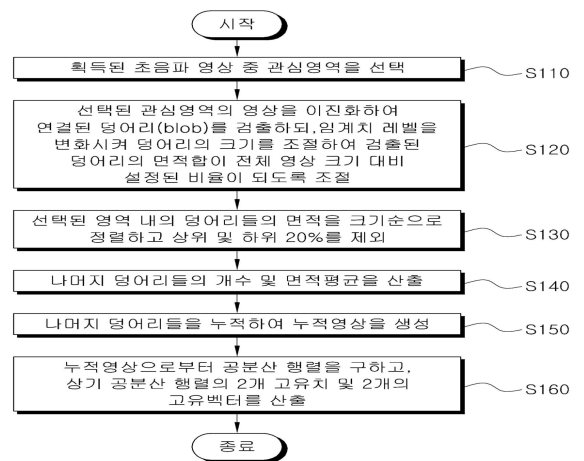 시작
획득된 초음파 영상 중 관심영역을 선택
S110
선택된 관심영역의 영상을 이진화하여
연결된 덩어리(blob)를 검출하되,임계치 레벨을
변화시켜 덩어리의 크기를 조절하여 검출된
덩어리의 면적합이 전체 영상 크기 대비
설정된 비율이 되도록 조절
S120
선택된 영역 내의 덩어리들의 면적을 크기순으로
정렬하고 상위 및 하위 20%를 제외
S130
나머지 덩어리들의 개수 및 면적평균을 산출
S140
나머지 덩어리들을 누적하여 누적영상을 생성
S150
누적영상으로부터 공분산 행렬을 구하고,
상기 공분산 행렬의 2개 고유치 및 2개의
고유벡터를 산출
S160
종료